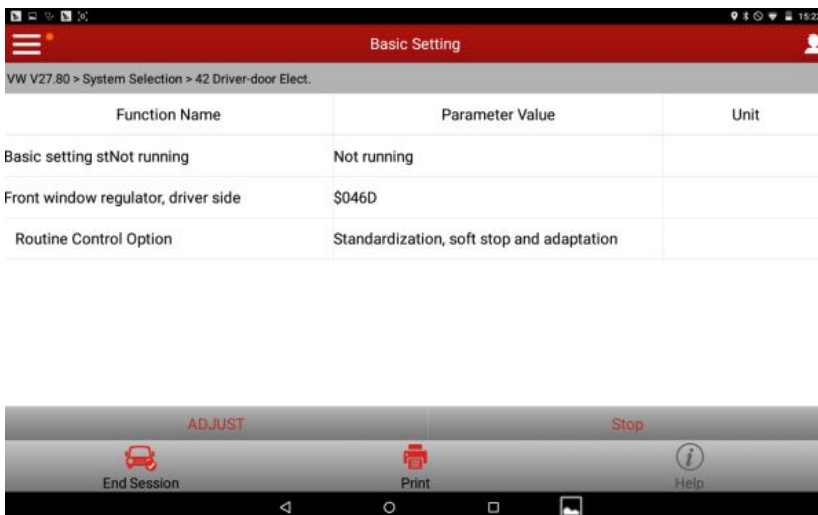 15:22
Basic Setting
VW V27.80 > System Selection > 42 Driver-door Elect.
Function Name Parameter Value Unit
Basic setting stNot running Not running
Front window regulator, driver side $046D
Routine Control Option Standardization, soft stop and adaptation
ADJUST Stop
End Session Print Help